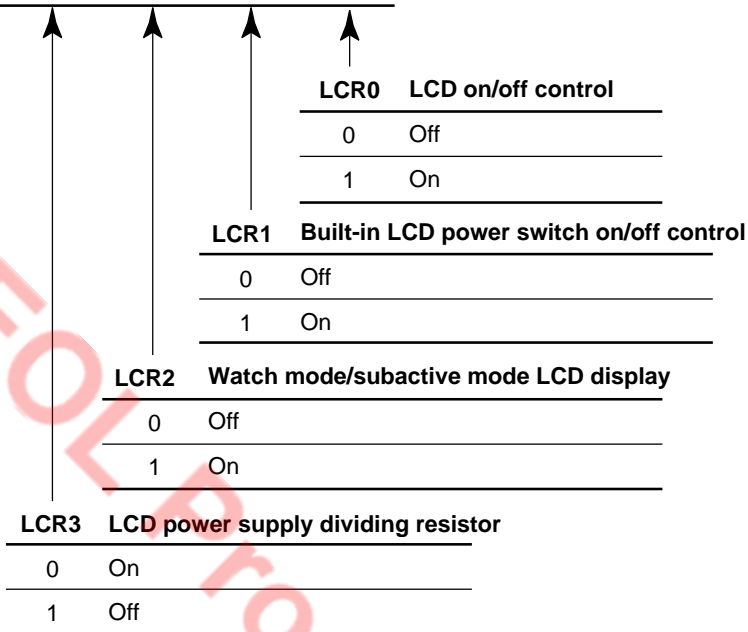 LCR0 LCD on/off control
0 Off
1 On
LCR1 Built-in LCD power switch on/off control
0 Off
1 On
LCR2 Watch mode/subactive mode LCD display
0 Off
1 On
LCR3 LCD power supply dividing resistor
0 On
1 Off